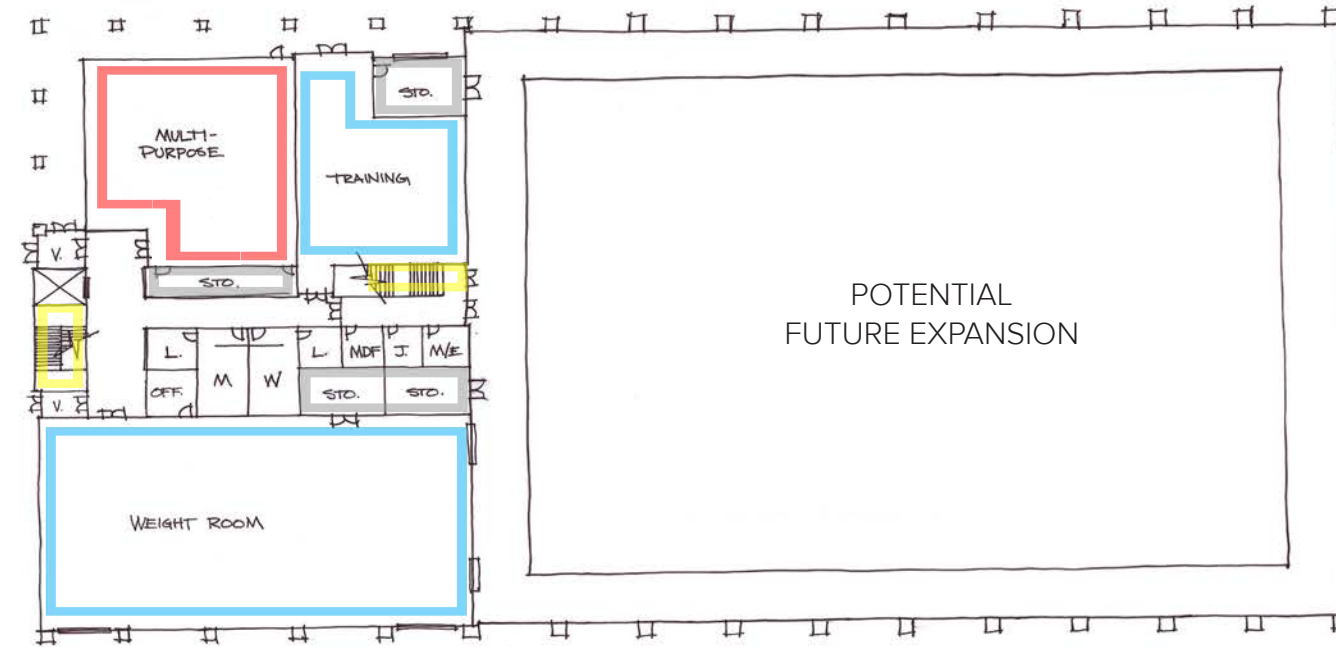 STO.
MULTI-
PURPOSE
TRAINING
V.
STO.
POTENTIAL
FUTURE EXPANSION
L.
M
W
L.
MDF
J.
M/E
OFF.
STO.
STO.
V.
WEIGHT ROOM